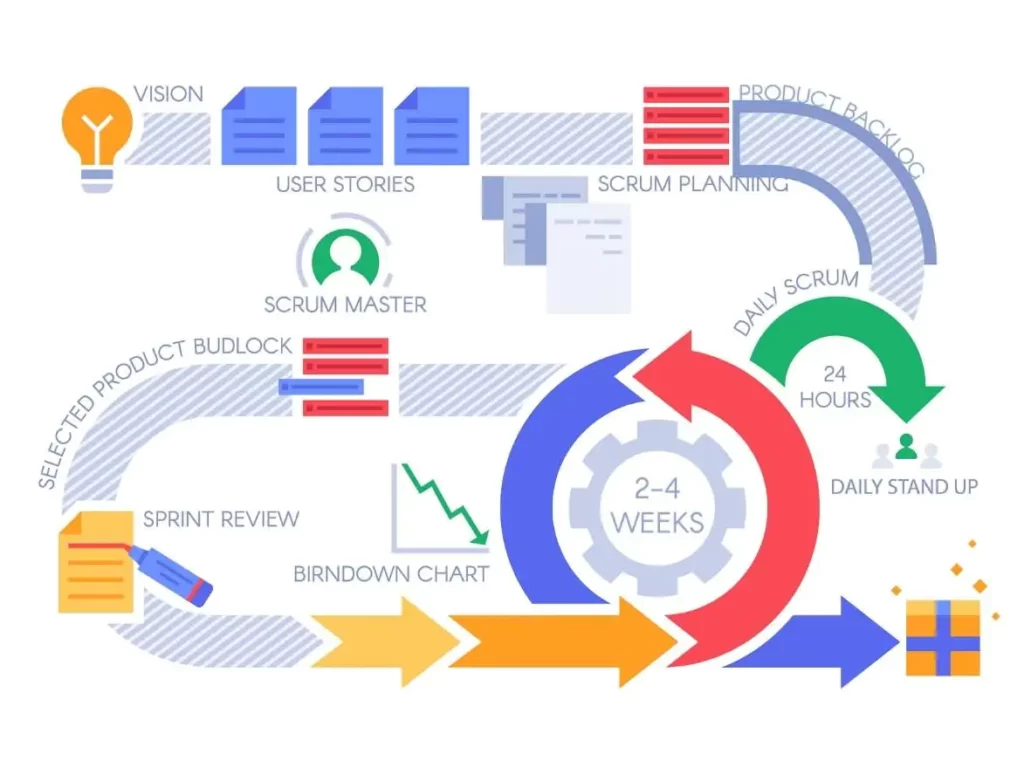 VISION
USER STORIES
SCRUM PLANNING
PRODUCT BACKLOG
SCRUM MASTER
DAILY SCRUM
24
HOURS
DAILY STAND UP
SELECTED PRODUCT BUDLOCK
SPRINT REVIEW
BIRNDOWN CHART
2-4
WEEKS